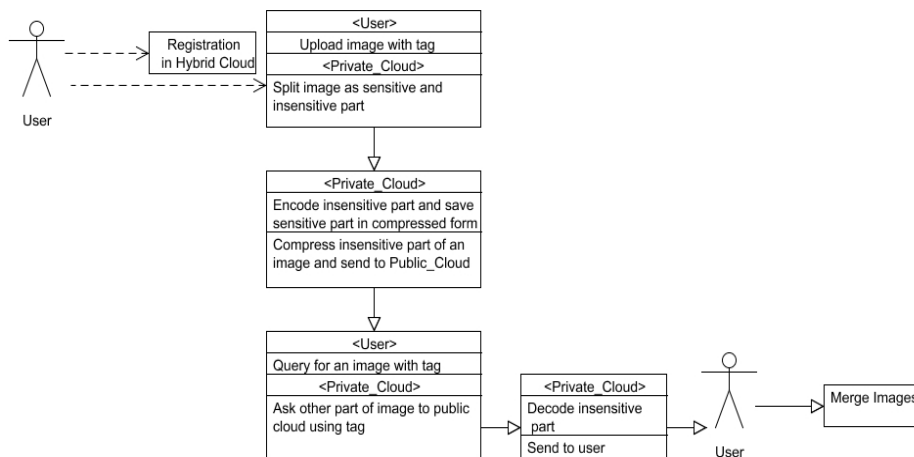 User
Registration
in Hybrid Cloud
<User>
Upload image with tag
<Private_Cloud>
Split image as sensitive and
insensitive part
<Private_Cloud>
Encode insensitive part and save
sensitive part in compressed form
Compress insensitive part of an
image and send to Public_Cloud
<User>
Query for an image with tag
<Private_Cloud>
Ask other part of image to public
cloud using tag
<Private_Cloud>
Decode insensitive
part
Send to user
User
Merge Images